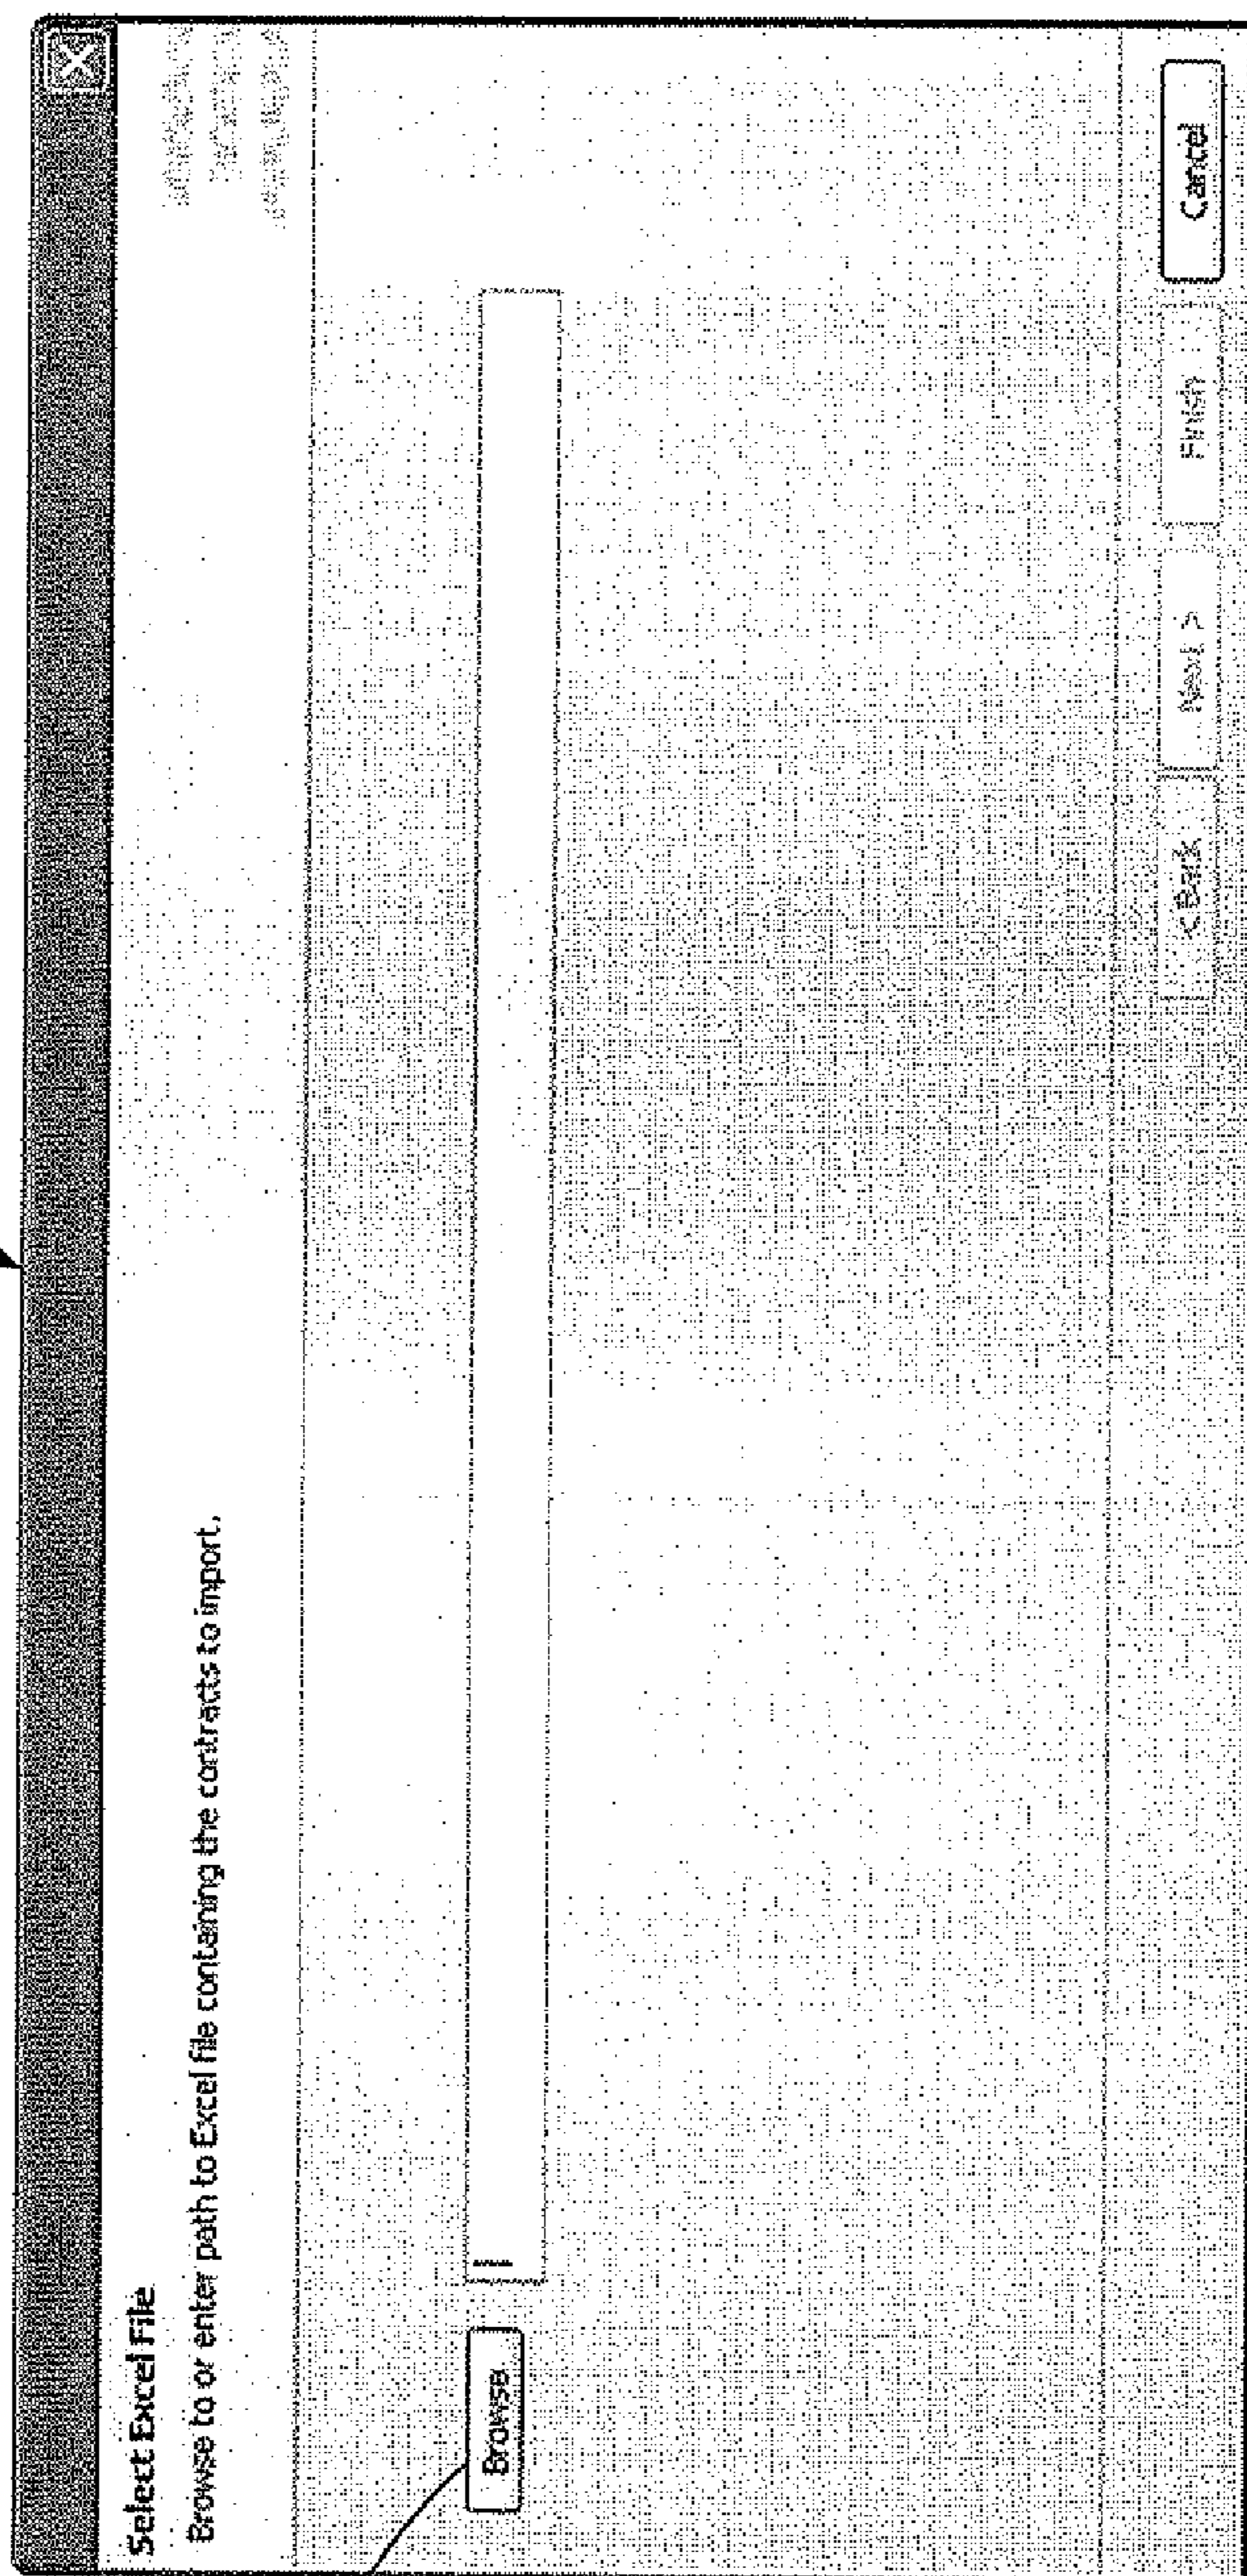 Select Excel File
Browse to or enter path to Excel file containing the contracts to import.
Browse
< Back
Next >
Finish
Cancel